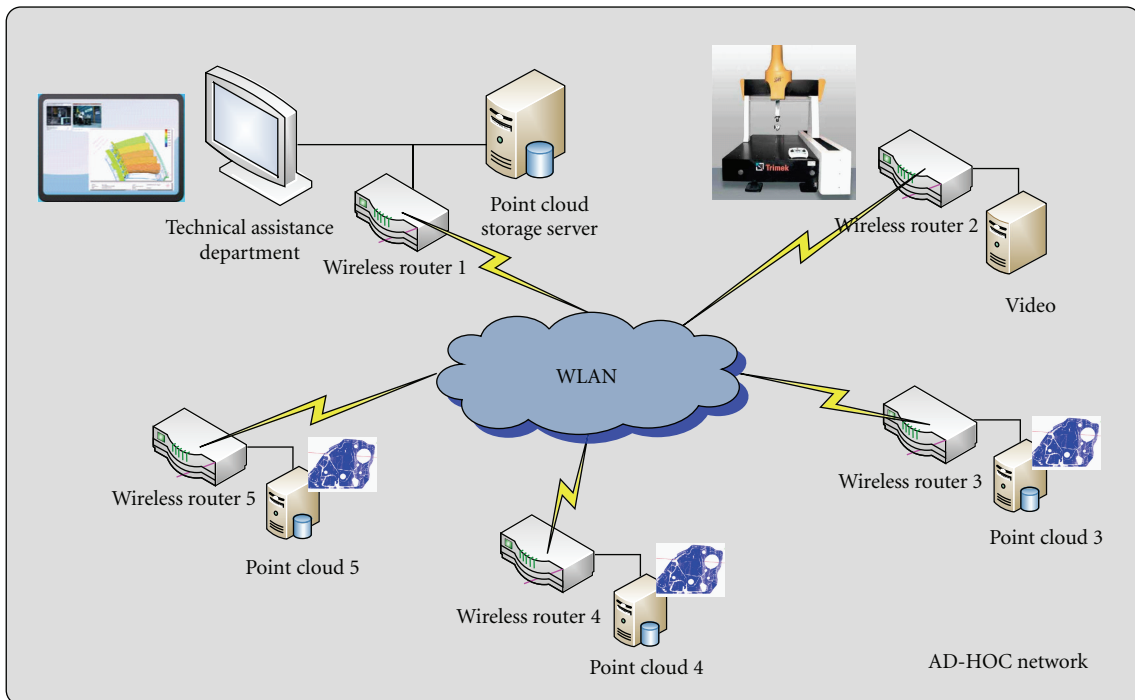 Trimek
Technical assistance
department
Point cloud
storage server
Wireless router 1
Wireless router 2
Video
WLAN
Wireless router 5
Point cloud 5
Wireless router 4
Point cloud 4
Wireless router 3
Point cloud 3
AD-HOC network